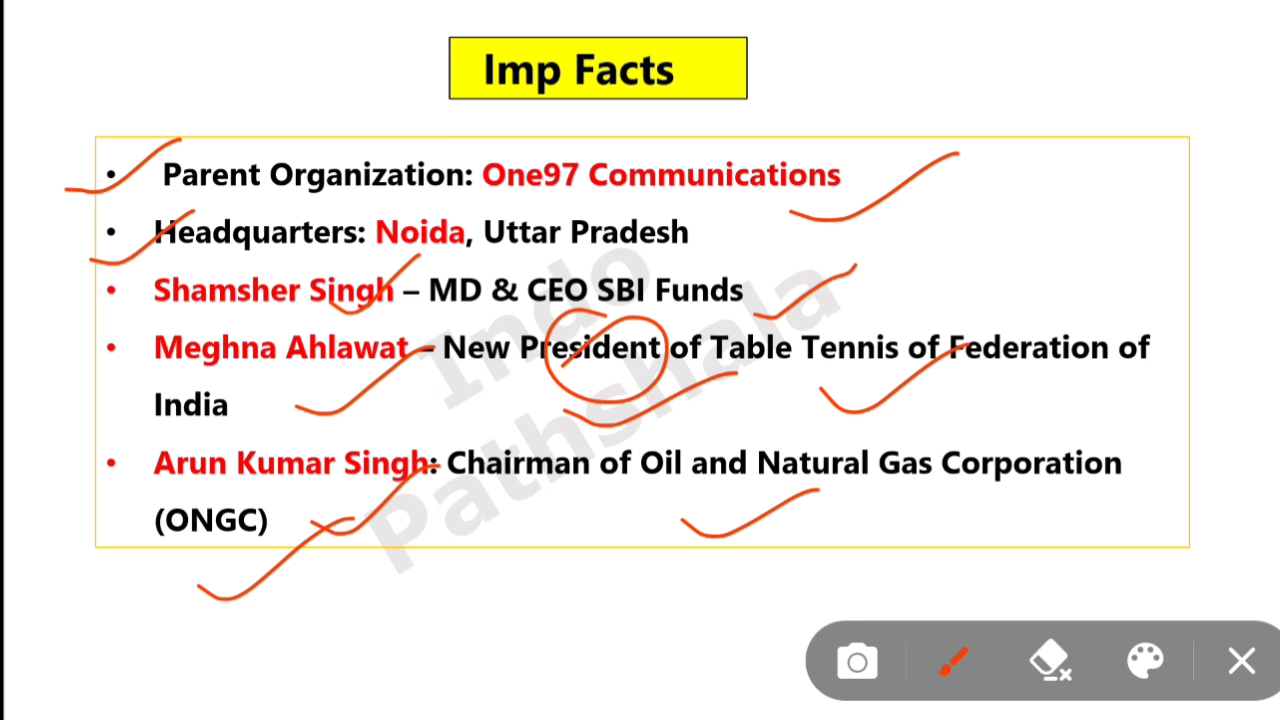 Imp Facts
• Parent Organization: One97 Communications
• Headquarters: Noida, Uttar Pradesh
• Shamsher Singh – MD & CEO SBI Funds
• Meghna Ahlawat – New President of Table Tennis of Federation of
India
• Arun Kumar Singh: Chairman of Oil and Natural Gas Corporation
(ONGC)
Indo
Pathshala